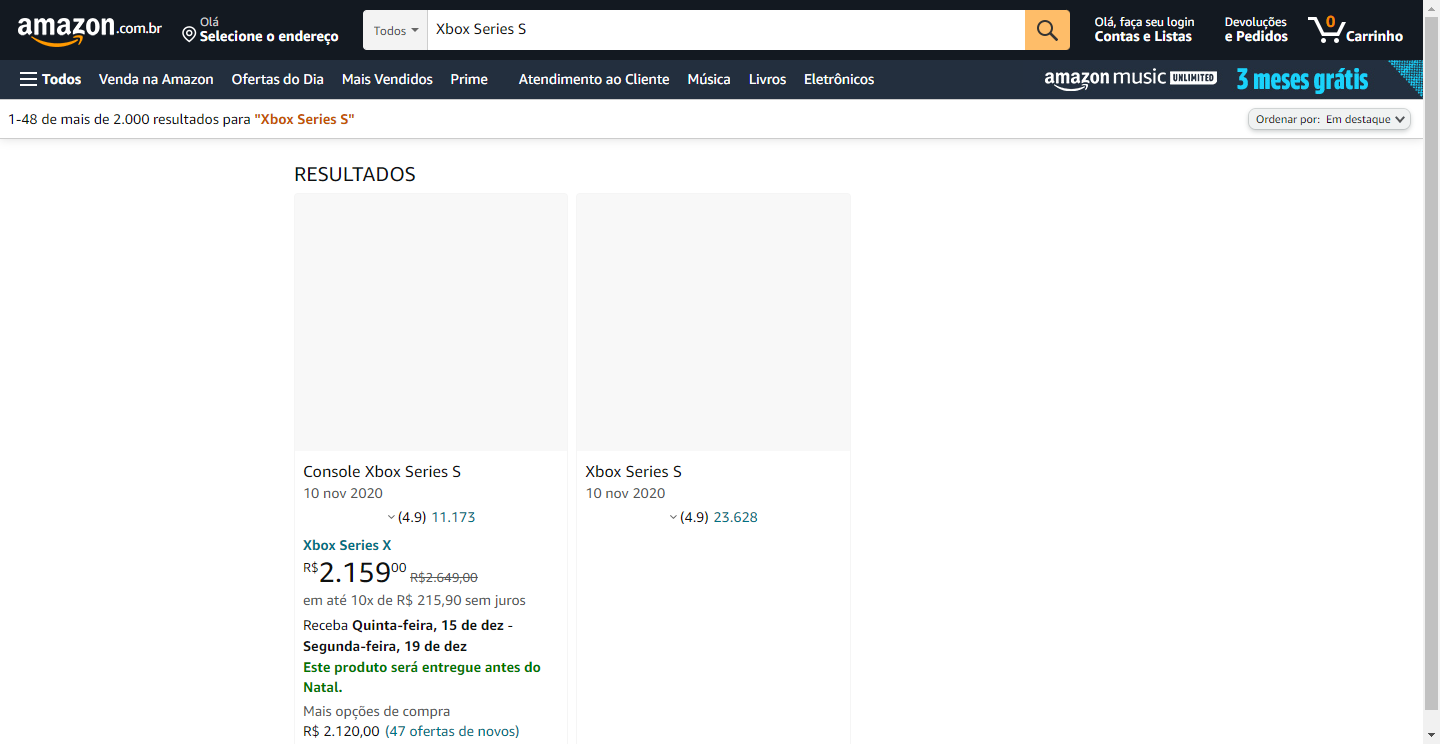 amazon.com.br
Olá
Selecione o endereço
Todos
Xbox Series S
Olá, faça seu login
Contas e Listas
Devoluções
e Pedidos
0
Carrinho
Todos
Venda na Amazon
Ofertas do Dia
Mais Vendidos
Prime
Atendimento ao Cliente
Música
Livros
Eletrônicos
amazon music UNLIMITED
3 meses grátis
1-48 de mais de 2.000 resultados para "Xbox Series S"
Ordenar por: Em destaque
RESULTADOS
Console Xbox Series S
10 nov 2020
(4.9) 11.173
Xbox Series X
R$2.15900 R$2.649,00
em até 10x de R$ 215,90 sem juros
Receba Quinta-feira, 15 de dez -
Segunda-feira, 19 de dez
Este produto será entregue antes do
Natal.
Mais opções de compra
R$ 2.120,00 (47 ofertas de novos)
Xbox Series S
10 nov 2020
(4.9) 23.628